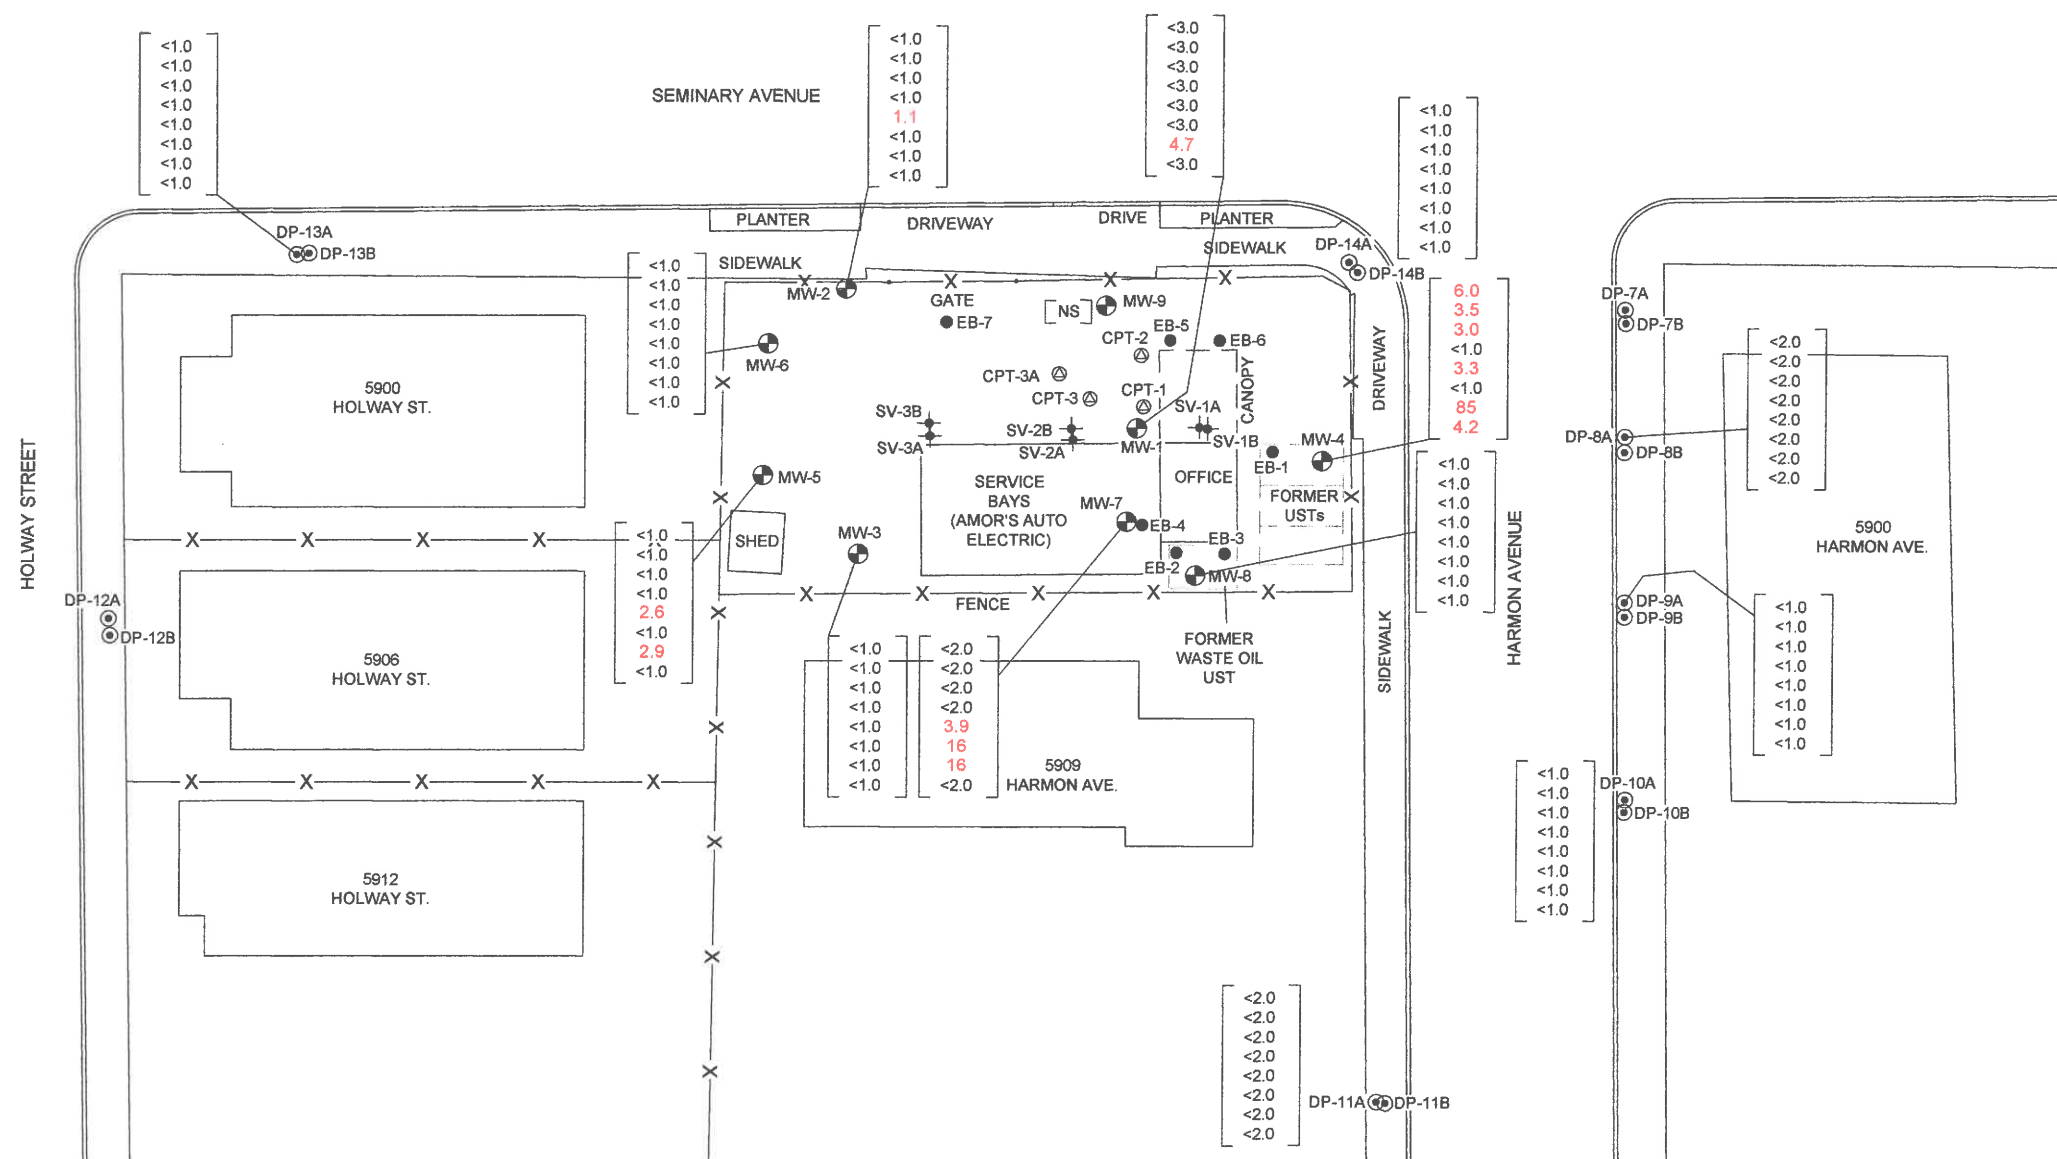 <3.0
<3.0
<3.0
<3.0
<3.0
<3.0
4.7
<3.0
<1.0
<1.0
<1.0
<1.0
<1.0
<1.0
<1.0
<1.0
SEMINARY AVENUE
<1.0
<1.0
<1.0
<1.0
1.1
<1.0
<1.0
<1.0
<1.0
<1.0
<1.0
<1.0
<1.0
<1.0
<1.0
<1.0
PLANTER
DRIVEWAY
DRIVE
PLANTER
DP-13A
DP-13B
SIDEWALK
SIDEWALK
DP-14A
DP-14B
<1.0
<1.0
<1.0
<1.0
<1.0
<1.0
<1.0
<1.0
MW-2
GATE
EB-7
NS
MW-9
MW-6
CPT-2
EB-5
EB-6
CPT-3A
CPT-3
CPT-1
CANOPY
DRIVEWAY
6.0
3.5
3.0
<1.0
3.3
<1.0
85
4.2
DP-7A
DP-7B
<2.0
<2.0
<2.0
<2.0
<2.0
<2.0
<2.0
<2.0
5900
HOLWAY ST.
SV-3B
SV-3A
SV-2B
SV-2A
MW-1
SV-1A
SV-1B
MW-4
EB-1
DP-8A
DP-8B
HOLWAY STREET
MW-5
SERVICE
BAYS
(AMOR'S AUTO
ELECTRIC)
OFFICE
FORMER
USTs
<1.0
<1.0
<1.0
<1.0
<1.0
<1.0
<1.0
<1.0
MW-7
EB-4
SHED
MW-3
EB-3
EB-2
MW-8
HARMON AVENUE
5900
HARMON AVE.
<1.0
<1.0
<1.0
<1.0
2.6
<1.0
2.9
<1.0
FENCE
DP-12A
DP-12B
DP-9A
DP-9B
<1.0
<1.0
<1.0
<1.0
<1.0
<1.0
<1.0
<1.0
FORMER
WASTE OIL
UST
SIDEWALK
5906
HOLWAY ST.
<1.0
<1.0
<1.0
<1.0
<1.0
<1.0
<1.0
<1.0
<2.0
<2.0
<2.0
<2.0
3.9
16
16
<2.0
5909
HARMON AVE.
<1.0
<1.0
<1.0
<1.0
<1.0
<1.0
<1.0
<1.0
DP-10A
DP-10B
5912
HOLWAY ST.
<2.0
<2.0
<2.0
<2.0
<2.0
<2.0
<2.0
<2.0
DP-11A
DP-11B